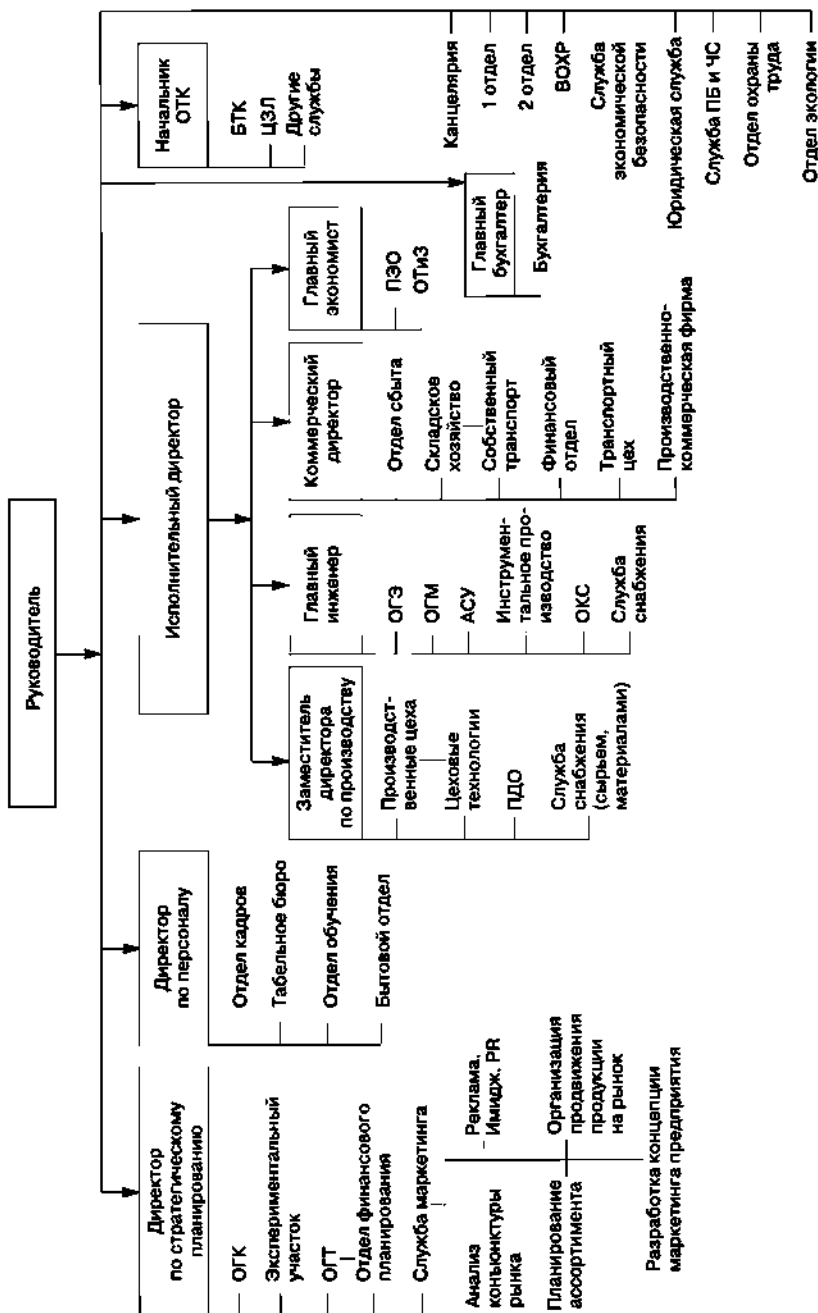 Руководитель
Директор
по стратегическому
планированию
ОГК
Экспериментальный
участок
ОГТ
Отдел финансового
планирования
Служба маркетинга
Анализ
конъюнктуры
рынка
Реклама,
Имидж, PR
Планирование
ассортимента
Организация
продвижения
продукции
на рынок
Разработка концепции
маркетинга предприятия
Директор
по персоналу
Отдел кадров
Табельное бюро
Отдел обучения
Бытовой отдел
Исполнительный директор
Заместитель
директора
по производству
Производст-
венные цеха
Цеховые
технологии
ПДО
Служба
снабжения
(сырьем,
материалами)
Главный
инженер
ОГЭ
ОГМ
АСУ
Инструмен-
тальное про-
изводство
ОКС
Служба
снабжения
Коммерческий
директор
Отдел сбыта
Складское
хозяйство
Собственный
транспорт
Финансовый
отдел
Транспортный
цех
Производственно-
коммерческая фирма
Главный
экономист
ПЭО
ОТиЗ
Главный
бухгалтер
Бухгалтерия
Начальник
ОТК
БТК
ЦЗЛ
Другие
службы
Канцелярия
1 отдел
2 отдел
ВОХР
Служба
экономической
безопасности
Юридическая служба
Служба ПБ и ЧС
Отдел охраны
труда
Отдел экологии